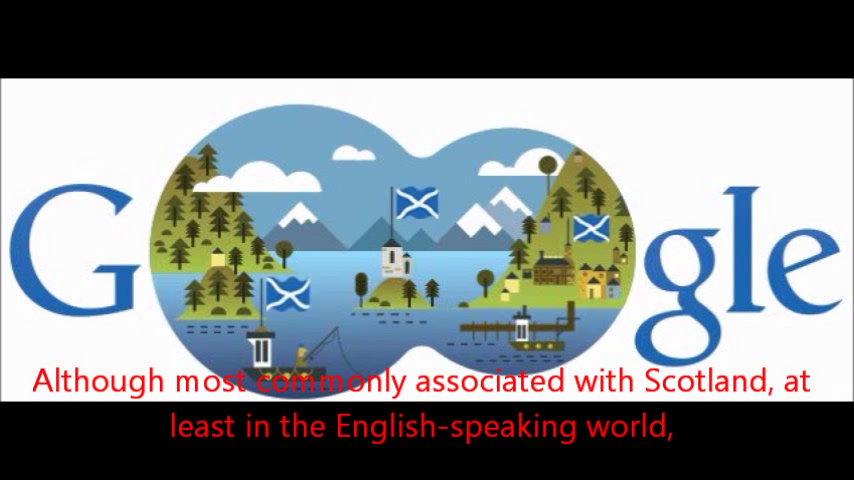 Google
Although most commonly associated with Scotland, at
least in the English-speaking world,